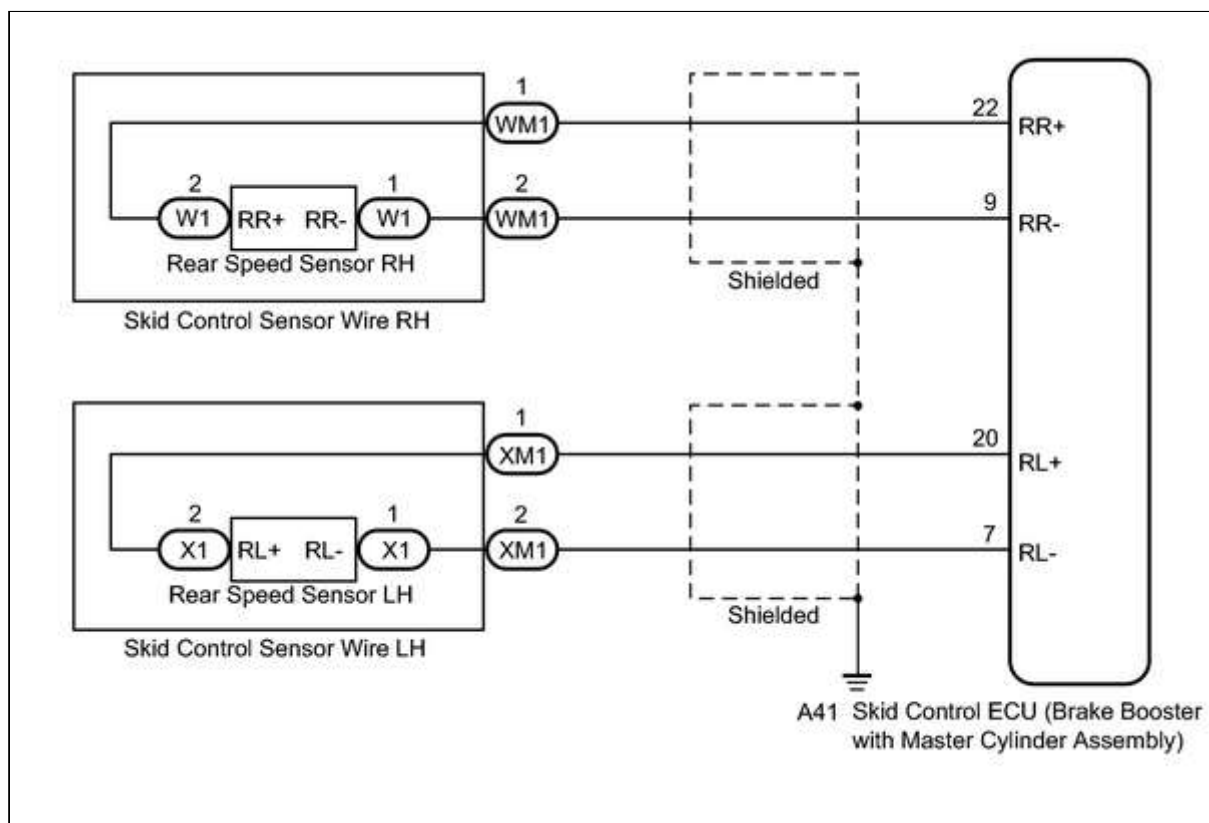 1
WM1
22
RR+
2
W1
RR+ RR-
1
W1
2
WM1
9
RR-
Rear Speed Sensor RH
Shielded
Skid Control Sensor Wire RH
1
XM1
20
RL+
2
X1
RL+ RL-
1
X1
2
XM1
7
RL-
Rear Speed Sensor LH
Shielded
Skid Control Sensor Wire LH
A41 Skid Control ECU (Brake Booster
with Master Cylinder Assembly)